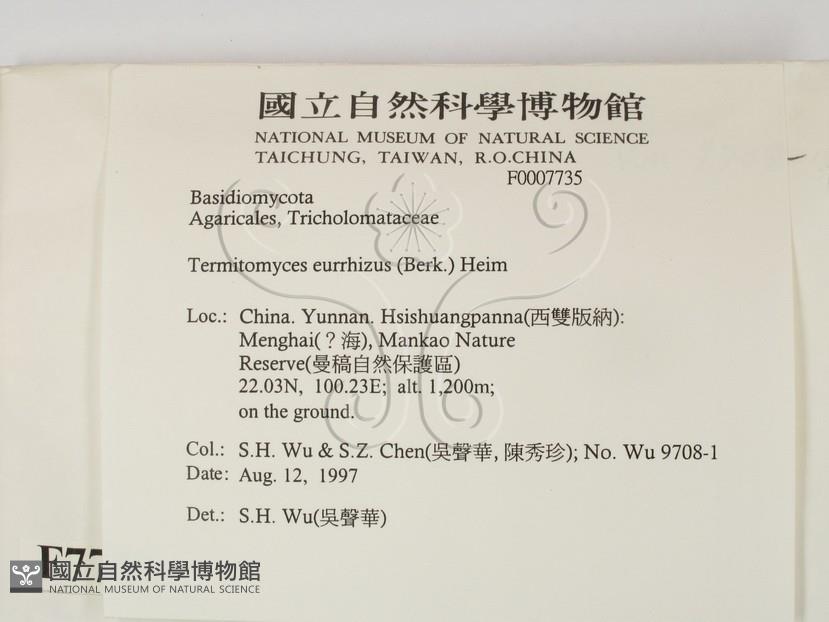 國立自然科學博物館
NATIONAL MUSEUM OF NATURAL SCIENCE
TAICHUNG, TAIWAN, R.O.CHINA
F0007735
Basidiomycota
Agaricales, Tricholomataceae
Termitomyces eurrhizus (Berk.) Heim
Loc.: China. Yunnan. Hsishuangpanna(西雙版納):
Menghai(？海), Mankao Nature
Reserve(曼稿自然保護區)
22.03N, 100.23E; alt. 1,200m;
on the ground.
Col.: S.H. Wu & S.Z. Chen(吳聲華, 陳秀珍); No. Wu 9708-1
Date: Aug. 12, 1997
Det.: S.H. Wu(吳聲華)
國立自然科學博物館
NATIONAL MUSEUM OF NATURAL SCIENCE